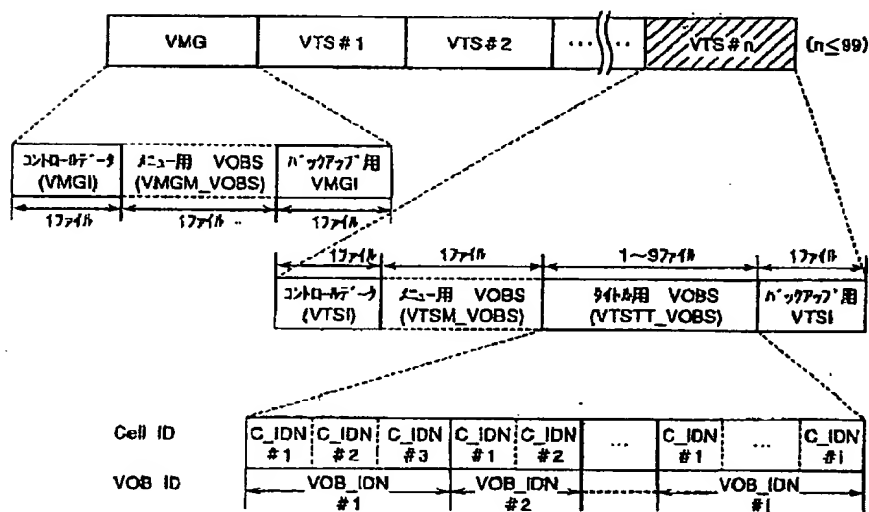 VMG VTS#1 VTS#2 ... .. VTS#n (n≤99)
コントロールデータ メニュー用 VOBS バックアップ用
(VMGI) (VMGM_VOBS) VMGI
1ファイル 1ファイル 1ファイル
1ファイル 1ファイル 1～9ファイル 1ファイル
コントロールデータ メニュー用 VOBS タイトル用 VOBS バックアップ用
(VTSI) (VTSM_VOBS) (VTSTT_VOBS) VTSI
Cell ID C_IDN C_IDN C_IDN C_IDN C_IDN ... C_IDN ... C_IDN
#1 #2 #3 #1 #2 #1 #i
VOB ID VOB_IDN VOB_IDN VOB_IDN
#1 #2 #i